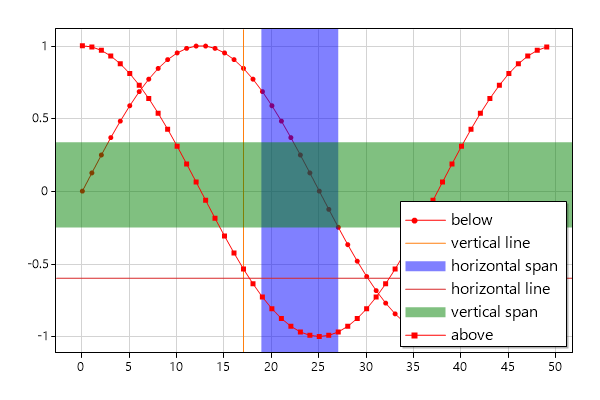 1
0.5
0
-0.5
-1
below
vertical line
horizontal span
horizontal line
vertical span
above
0 5 10 15 20 25 30 35 40 45 50